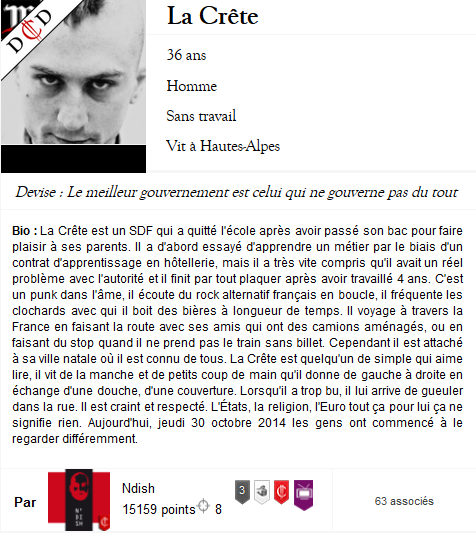 DCD
La Crête
36 ans
Homme
Sans travail
Vit à Hautes-Alpes
Devise : Le meilleur gouvernement est celui qui ne gouverne pas du tout
Bio : La Crête est un SDF qui a quitté l'école après avoir passé son bac pour faire
plaisir à ses parents. Il a d'abord essayé d'apprendre un métier par le biais d'un
contrat d'apprentissage en hôtellerie, mais il a très vite compris qu'il avait un réel
problème avec l'autorité et il finit par tout plaquer après avoir travaillé 4 ans. C'est
un punk dans l'âme, il écoute du rock alternatif français en boucle, il fréquente les
clochards avec qui il boit des bières à longueur de temps. Il voyage à travers la
France en faisant la route avec ses amis qui ont des camions aménagés, ou en
faisant du stop quand il ne prend pas le train sans billet. Cependant il est attaché
à sa ville natale où il est connu de tous. La Crête est quelqu'un de simple qui aime
lire, il vit de la manche et de petits coup de main qu'il donne de gauche à droite en
échange d'une douche, d'une couverture. Lorsqu'il a trop bu, il lui arrive de gueuler
dans la rue. Il est craint et respecté. L'États, la religion, l'Euro tout ça pour lui ça ne
signifie rien. Aujourd'hui, jeudi 30 octobre 2014 les gens ont commencé à le
regarder différemment.
Par
N'DISH
Ndish
15159 points 8
3
63 associés